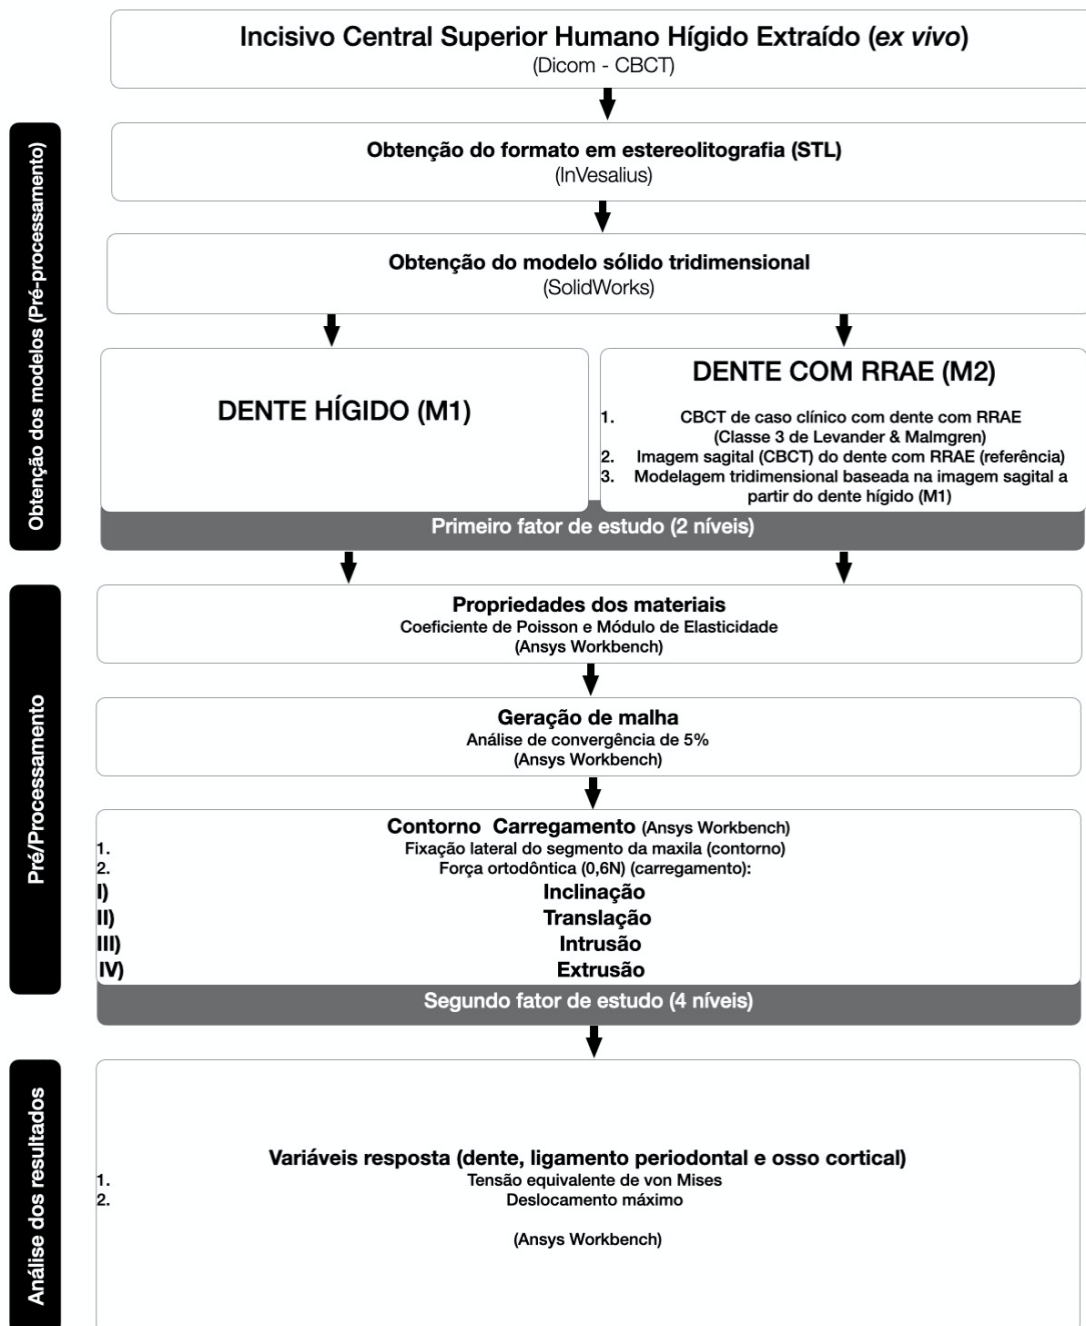 Incisivo Central Superior Humano Hígido Extraído (ex vivo)
(Dicom - CBCT)
Obtenção dos modelos (Pré-processamento)
Obtenção do formato em estereolitografia (STL)
(InVesalius)
Obtenção do modelo sólido tridimensional
(SolidWorks)
DENTE HÍGIDO (M1)
DENTE COM RRAE (M2)
1. CBCT de caso clínico com dente com RRAE
(Classe 3 de Levander & Malmgren)
2. Imagem sagital (CBCT) do dente com RRAE (referência)
3. Modelagem tridimensional baseada na imagem sagital a
partir do dente hígido (M1)
Primeiro fator de estudo (2 níveis)
Pré/Processamento
Propriedades dos materiais
Coeficiente de Poisson e Módulo de Elasticidade
(Ansys Workbench)
Geração de malha
Análise de convergência de 5%
(Ansys Workbench)
Contorno Carregamento (Ansys Workbench)
1. Fixação lateral do segmento da maxila (contorno)
2. Força ortodôntica (0,6N) (carregamento):
I) Inclinação
II) Translação
III) Intrusão
IV) Extrusão
Segundo fator de estudo (4 níveis)
Análise dos resultados
Variáveis resposta (dente, ligamento periodontal e osso cortical)
1. Tensão equivalente de von Mises
2. Deslocamento máximo
(Ansys Workbench)